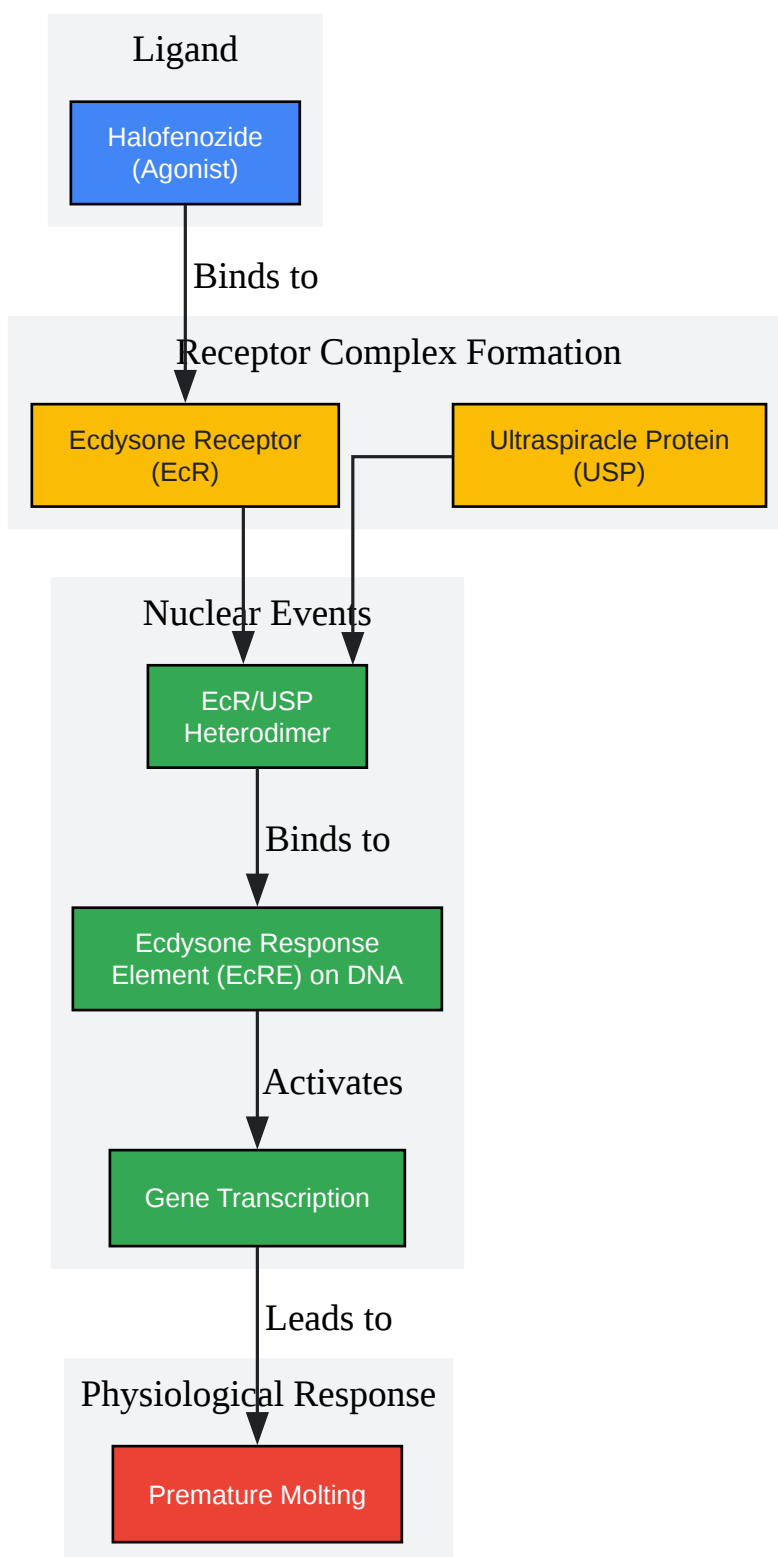 Ligand
Halofenozide
(Agonist)
Binds to
Receptor Complex Formation
Ecdysone Receptor
(EcR)
Ultraspiracle Protein
(USP)
Nuclear Events
EcR/USP
Heterodimer
Binds to
Ecdysone Response
Element (EcRE) on DNA
Activates
Gene Transcription
Leads to
Physiological Response
Premature Molting